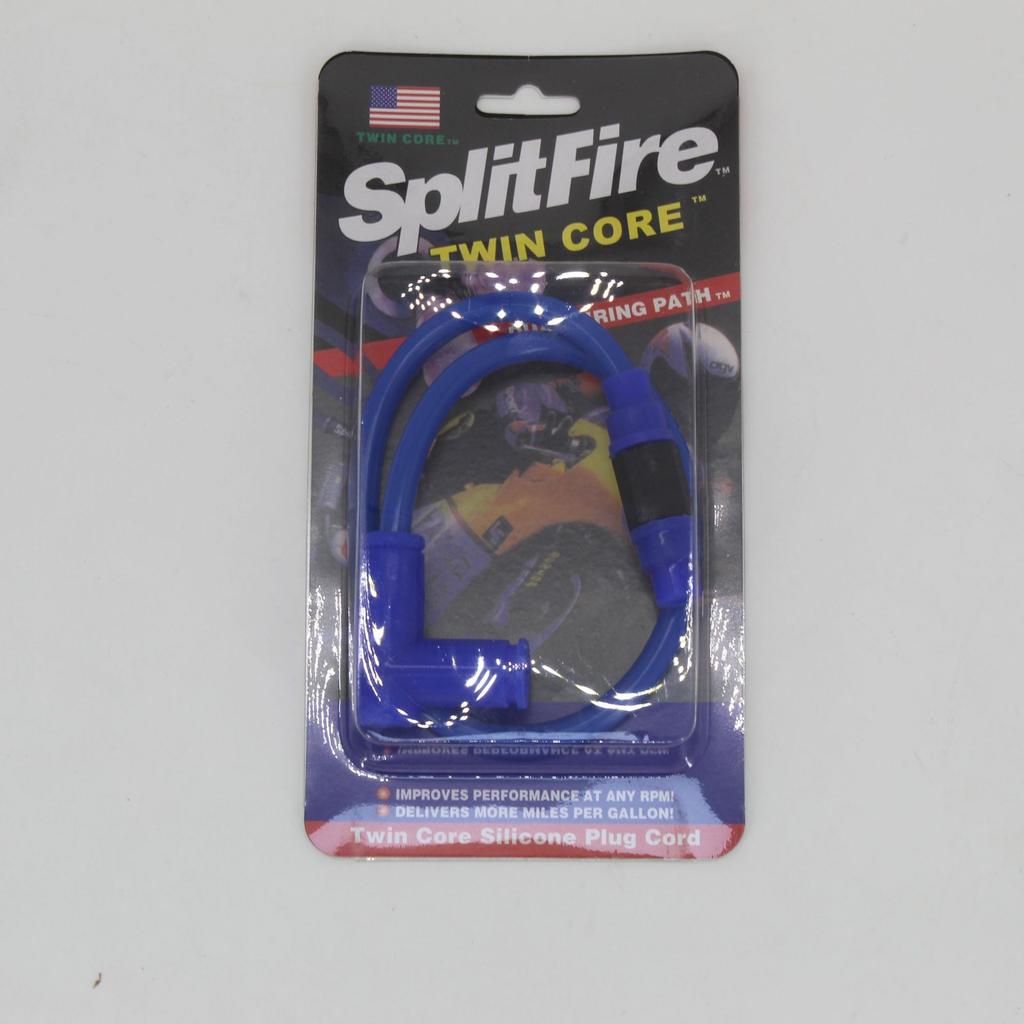 TWIN CORE™
SplitFire™
TWIN CORE™
RING PATH™
IMPROVES PERFORMANCE AT ANY RPM!
DELIVERS MORE MILES PER GALLON!
Twin Core Silicone Plug Cord